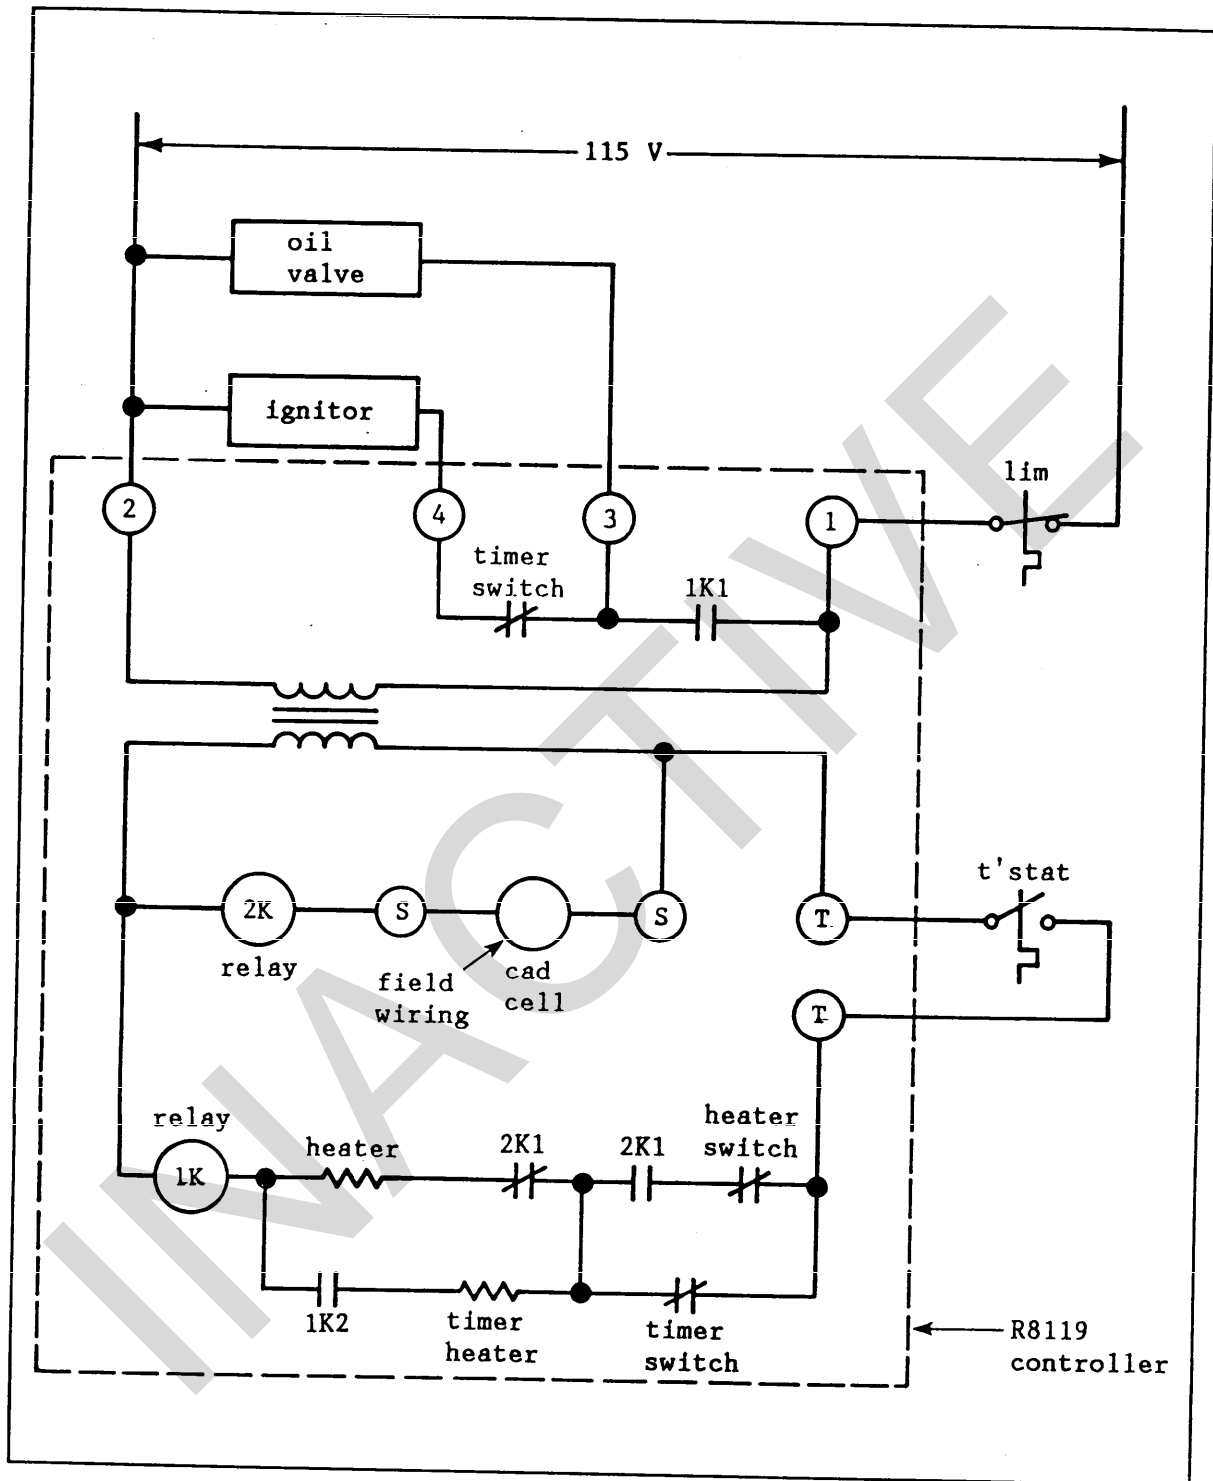 115 V
oil
valve
ignitor
lim
2
4
3
1
timer
switch
1K1
t'stat
2K
S
S
T
relay
field
wiring
cad
cell
T
relay
heater
2K1
2K1
heater
switch
1K
1K2
timer
heater
timer
switch
R8119
controller
INACTIVE